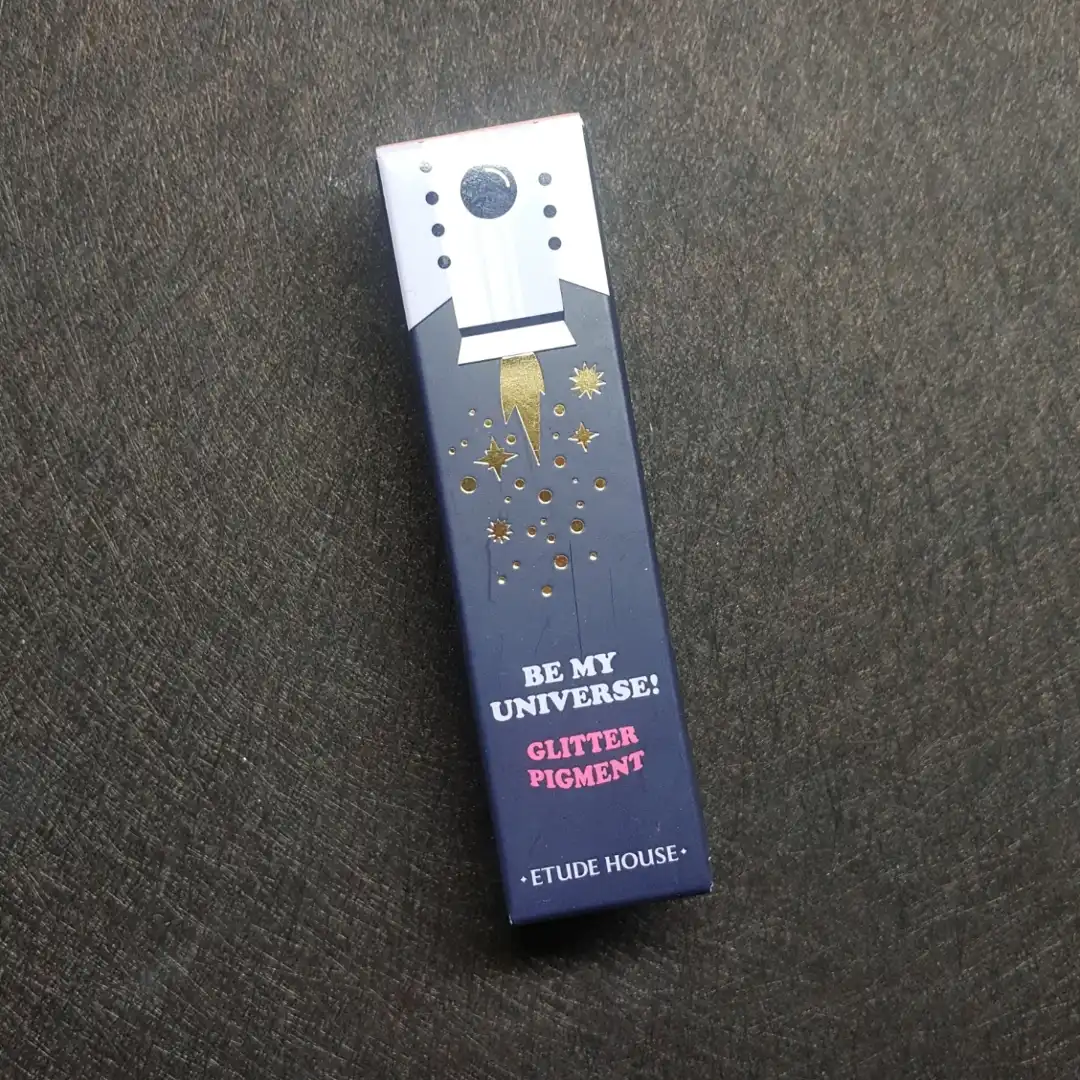 BE MY
UNIVERSE!
GLITTER
PIGMENT
ETUDE HOUSE